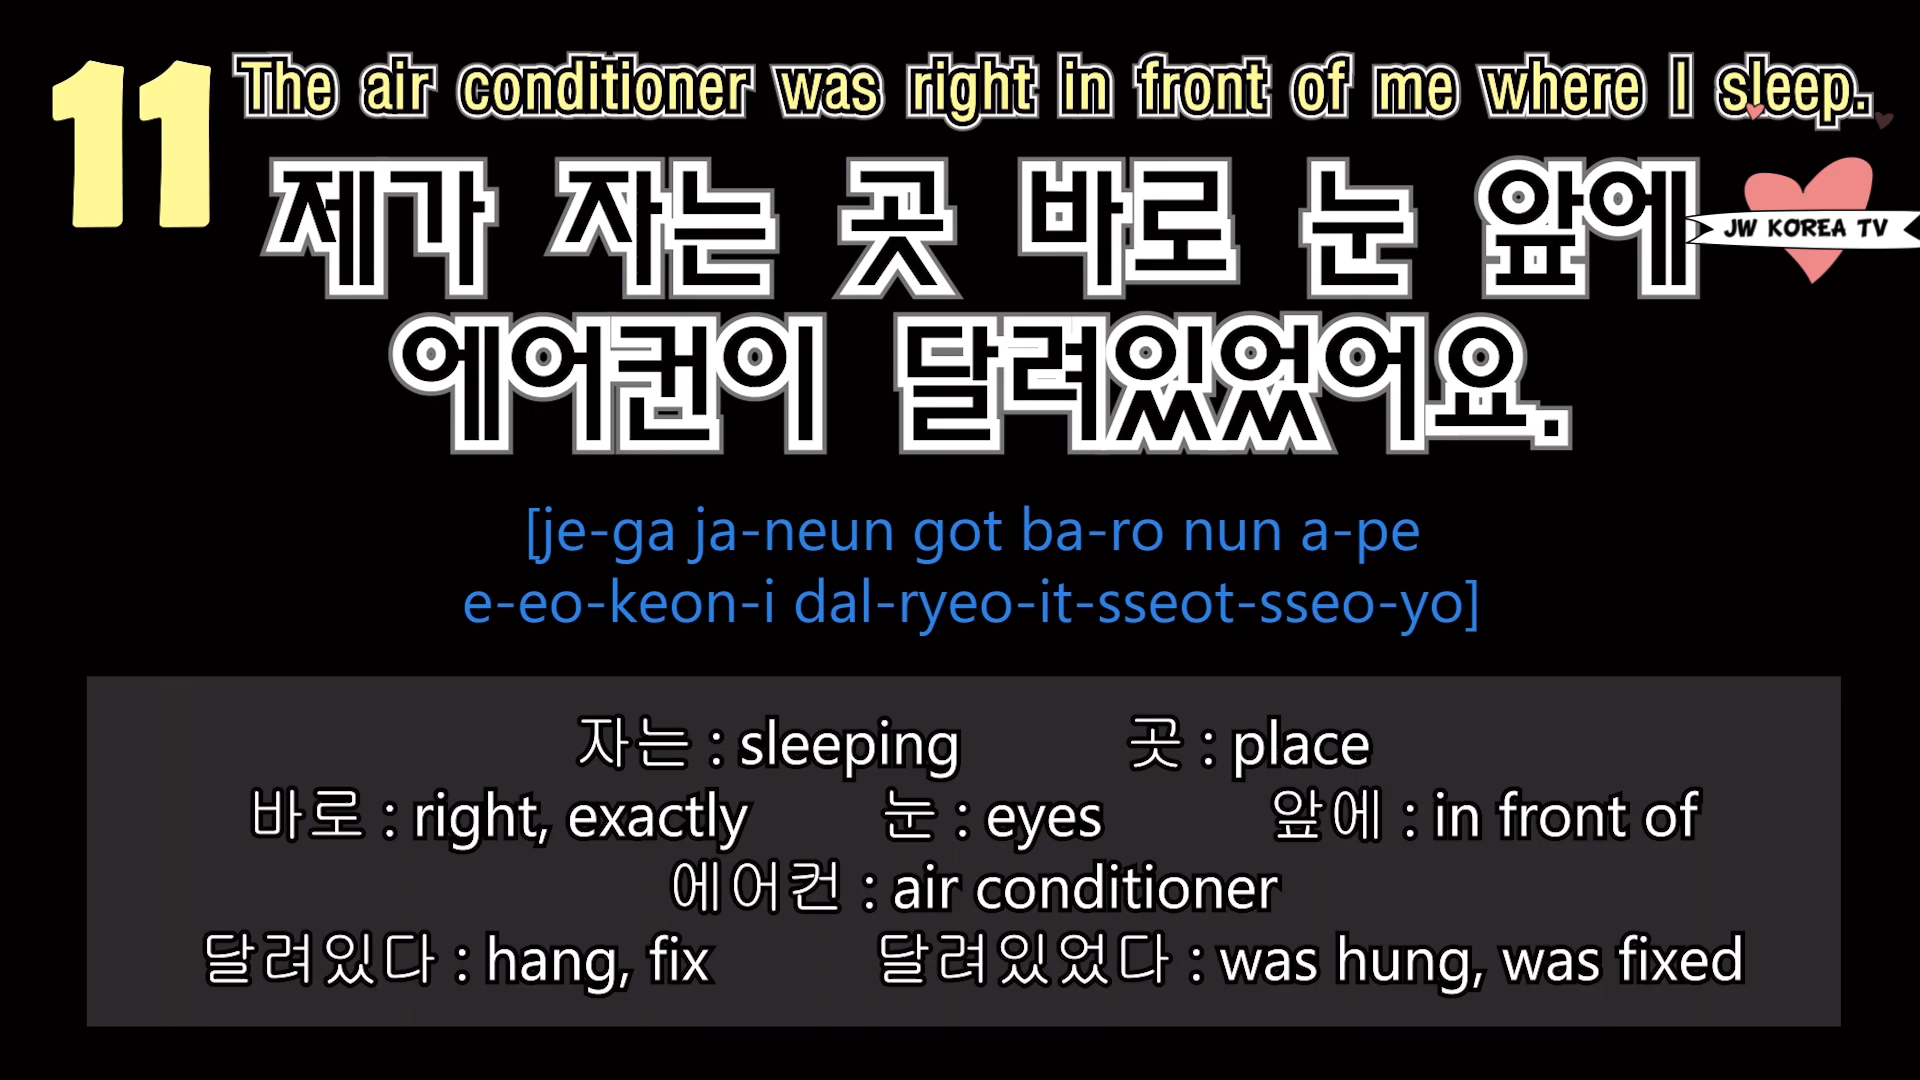 11
The air conditioner was right in front of me where I sleep.
제가 자는 곳 바로 눈 앞에
JW KOREA TV
에어컨이 달려있었어요.
[je-ga ja-neun got ba-ro nun a-pe
e-eo-keon-i dal-ryeo-it-sseot-sseo-yo]
자는 : sleeping 곳 : place
바로 : right, exactly 눈 : eyes 앞에 : in front of
에어컨 : air conditioner
달려있다 : hang, fix 달려있었다 : was hung, was fixed